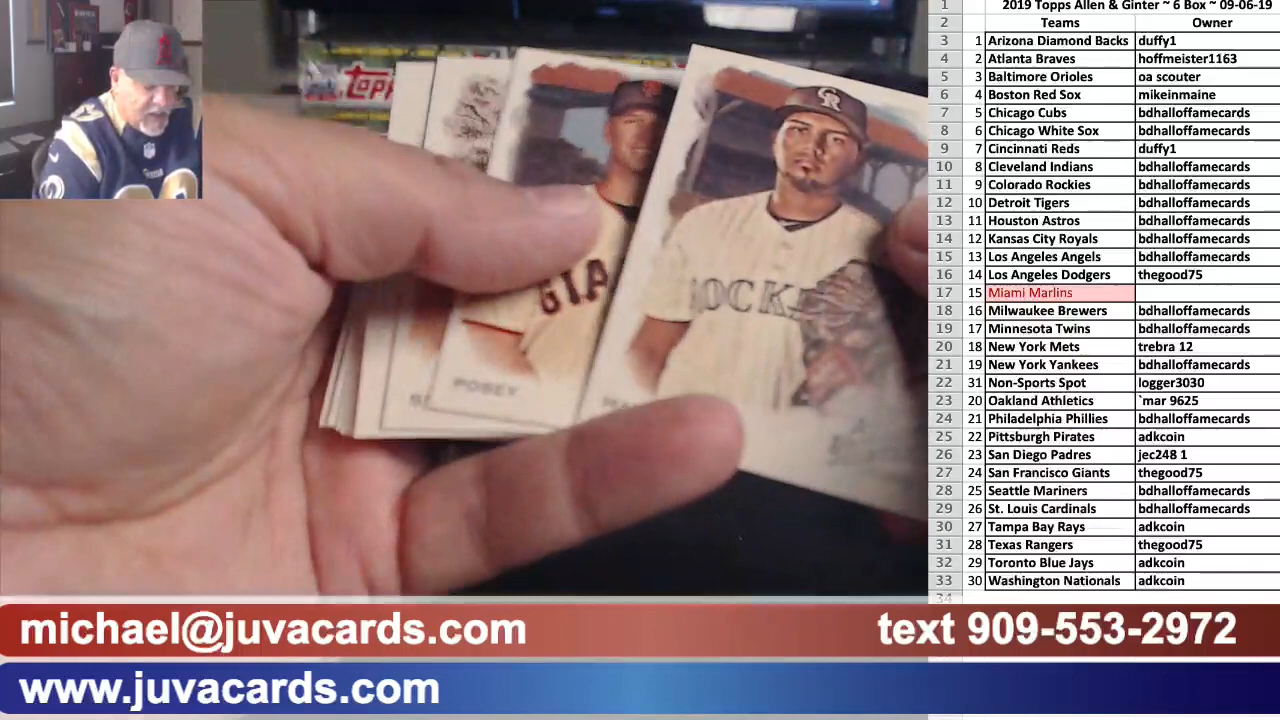 1 2019 Topps Allen & Ginter ~ 6 Box ~ 09-06-19
2 Teams Owner
3 1 Arizona Diamond Backs duffy1
4 2 Atlanta Braves hoffmeister1163
5 3 Baltimore Orioles oa scouter
6 4 Boston Red Sox mikeinmaine
7 5 Chicago Cubs bdhalloffamecards
8 6 Chicago White Sox bdhalloffamecards
9 7 Cincinnati Reds duffy1
10 8 Cleveland Indians bdhalloffamecards
11 9 Colorado Rockies bdhalloffamecards
12 10 Detroit Tigers bdhalloffamecards
13 11 Houston Astros bdhalloffamecards
14 12 Kansas City Royals bdhalloffamecards
15 13 Los Angeles Angels bdhalloffamecards
16 14 Los Angeles Dodgers thegood75
17 15 Miami Marlins
18 16 Milwaukee Brewers bdhalloffamecards
19 17 Minnesota Twins bdhalloffamecards
20 18 New York Mets trebra 12
21 19 New York Yankees bdhalloffamecards
22 31 Non-Sports Spot logger3030
23 20 Oakland Athletics `mar 9625
24 21 Philadelphia Phillies bdhalloffamecards
25 22 Pittsburgh Pirates adkcoin
26 23 San Diego Padres jec248 1
27 24 San Francisco Giants thegood75
28 25 Seattle Mariners bdhalloffamecards
29 26 St. Louis Cardinals bdhalloffamecards
30 27 Tampa Bay Rays adkcoin
31 28 Texas Rangers thegood75
32 29 Toronto Blue Jays adkcoin
33 30 Washington Nationals adkcoin
34
TOPP
GIA
POSEY
CR
OCK
michael@juvacards.com text 909-553-2972
www.juvacards.com